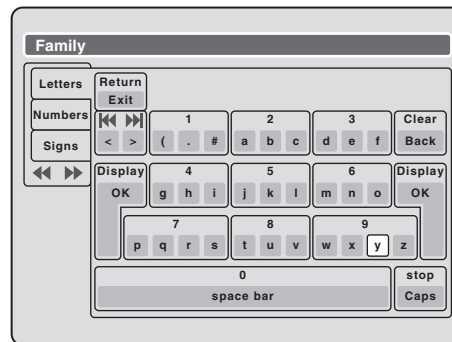 Family
Letters
Numbers
Signs
Return
Exit
< >
1
( . #
2
a b c
3
d e f
Clear
Back
Display
OK
4
g h i
5
j k l
6
m n o
Display
OK
7
p q r s
8
t u v
9
w x y z
0
space bar
stop
Caps